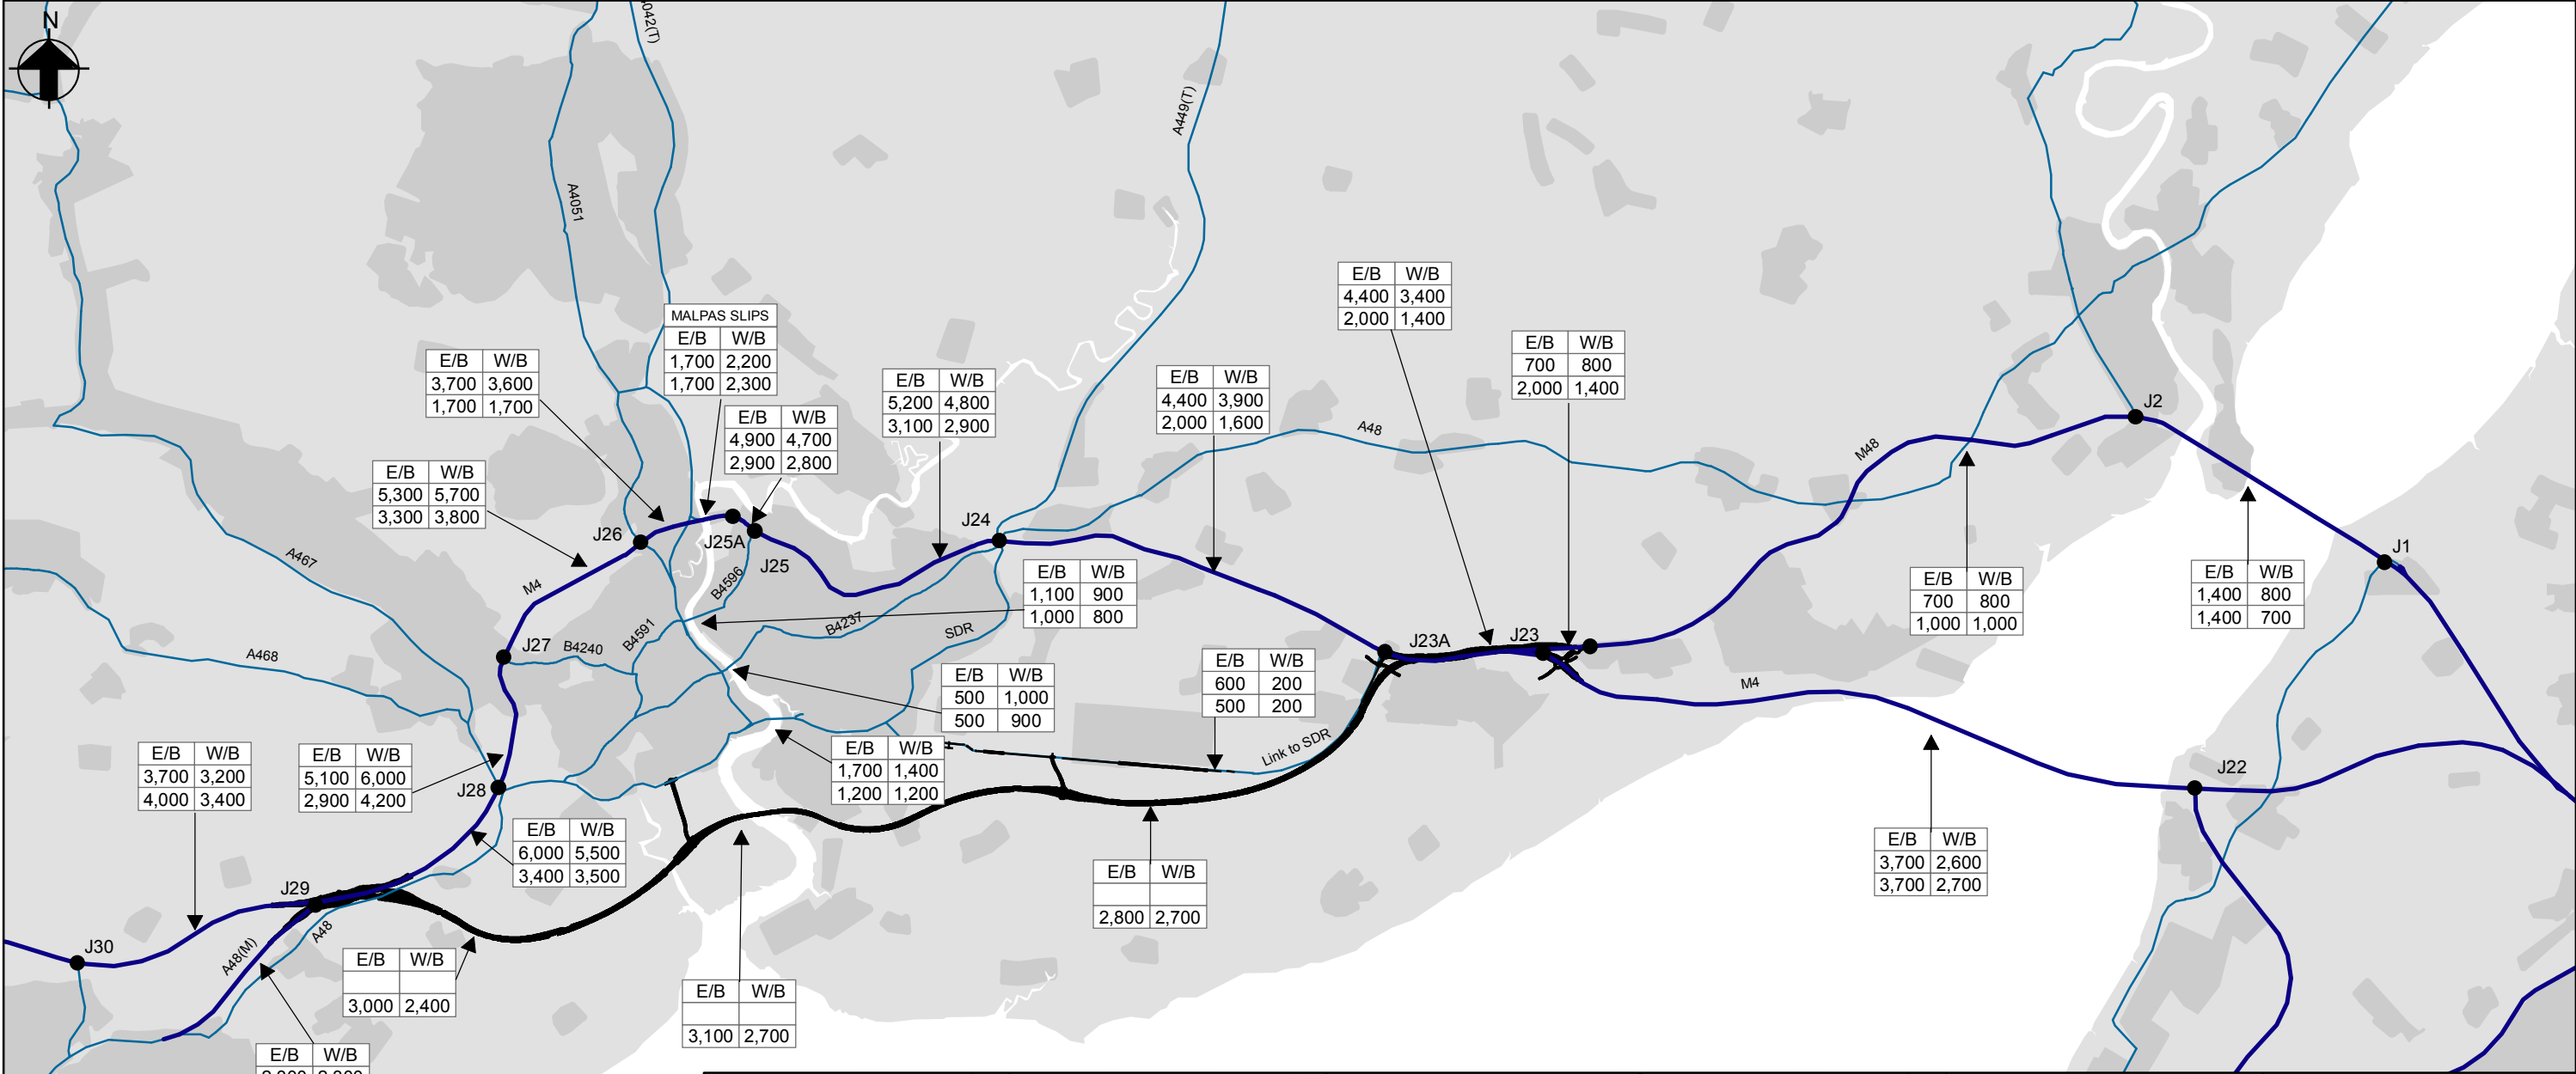 N
042(T)
A4051
A449(T)
E/B W/B
4,400 3,400
2,000 1,400
MALPAS SLIPS
E/B W/B
1,700 2,200
1,700 2,300
E/B W/B
700 800
2,000 1,400
E/B W/B
3,700 3,600
1,700 1,700
E/B W/B
5,200 4,800
3,100 2,900
E/B W/B
4,400 3,900
2,000 1,600
E/B W/B
4,900 4,700
2,900 2,800
J2
A48
M48
E/B W/B
5,300 5,700
3,300 3,800
J26
J25A
J25
J24
J1
A467
M4
B4596
E/B W/B
1,100 900
1,000 800
E/B W/B
700 800
1,000 1,000
E/B W/B
1,400 800
1,400 700
J27
B4240
B4591
B4237
SDR
J23A
J23
A468
E/B W/B
500 1,000
500 900
E/B W/B
600 200
500 200
M4
Link to SDR
E/B W/B
3,700 3,200
4,000 3,400
E/B W/B
5,100 6,000
2,900 4,200
J28
E/B W/B
1,700 1,400
1,200 1,200
J22
E/B W/B
6,000 5,500
3,400 3,500
E/B W/B
3,700 2,600
3,700 2,700
J29
E/B W/B
2,800 2,700
J30
A48(M)
A48
E/B W/B
3,000 2,400
E/B W/B
3,100 2,700
E/B W/B